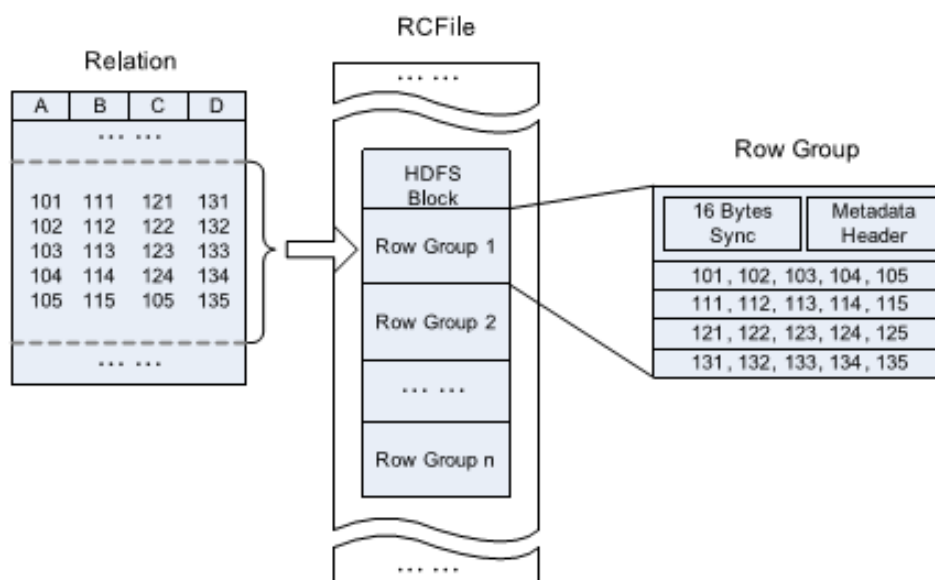 RCFile
Relation
A B C D
... ...
101 111 121 131
102 112 122 132
103 113 123 133
104 114 124 134
105 115 105 135
... ...
... ...
HDFS
Block
Row Group 1
Row Group 2
... ...
Row Group n
... ...
Row Group
16 Bytes
Sync
Metadata
Header
101, 102, 103, 104, 105
111, 112, 113, 114, 115
121, 122, 123, 124, 125
131, 132, 133, 134, 135